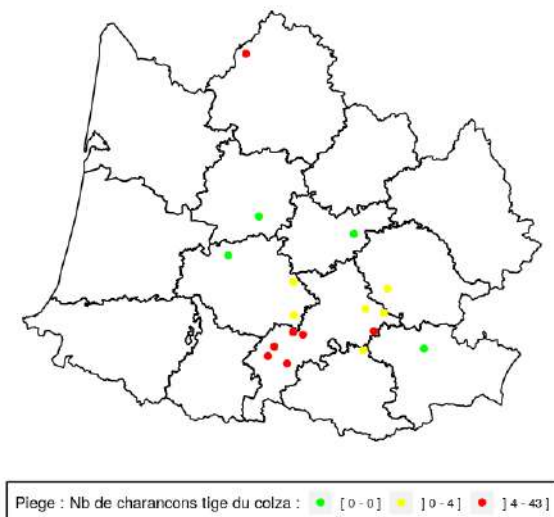 Piege : Nb de charancons tige du colza : [ 0 - 0 ] ] 0 - 4 ] ] 4 - 43 ]